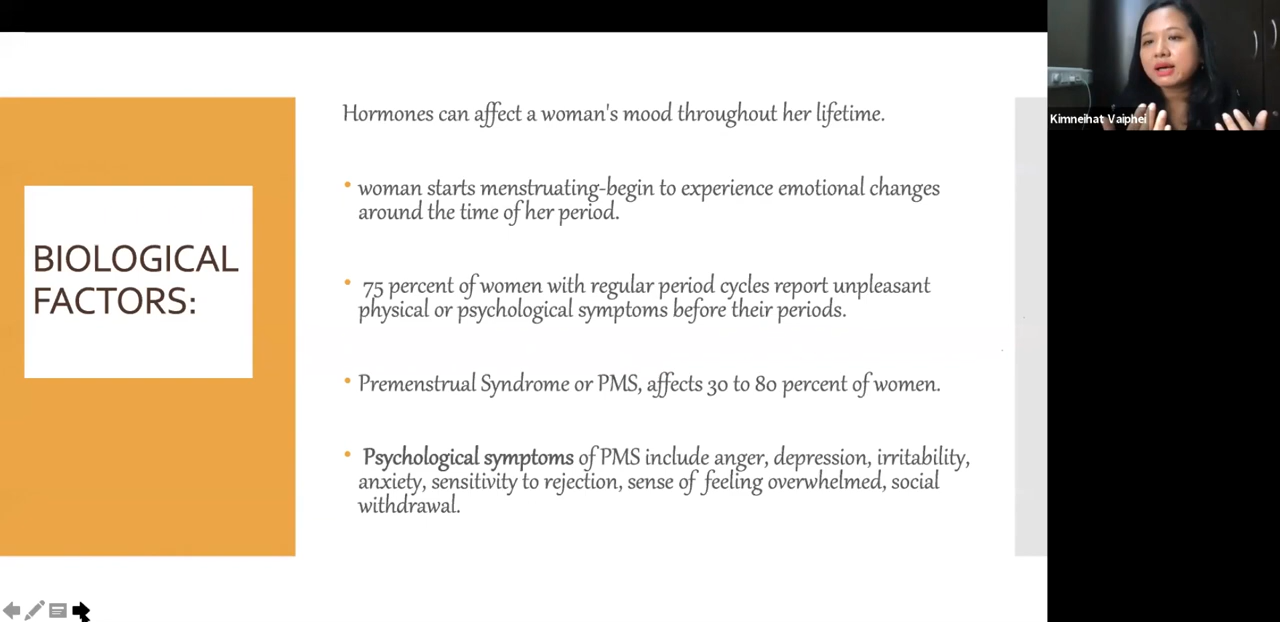 BIOLOGICAL
FACTORS:
Hormones can affect a woman's mood throughout her lifetime.
• woman starts menstruating-begin to experience emotional changes
around the time of her period.
• 75 percent of women with regular period cycles report unpleasant
physical or psychological symptoms before their periods.
• Premenstrual Syndrome or PMS, affects 30 to 80 percent of women.
• Psychological symptoms of PMS include anger, depression, irritability,
anxiety, sensitivity to rejection, sense of feeling overwhelmed, social
withdrawal.
Kimneihat Vaiphei